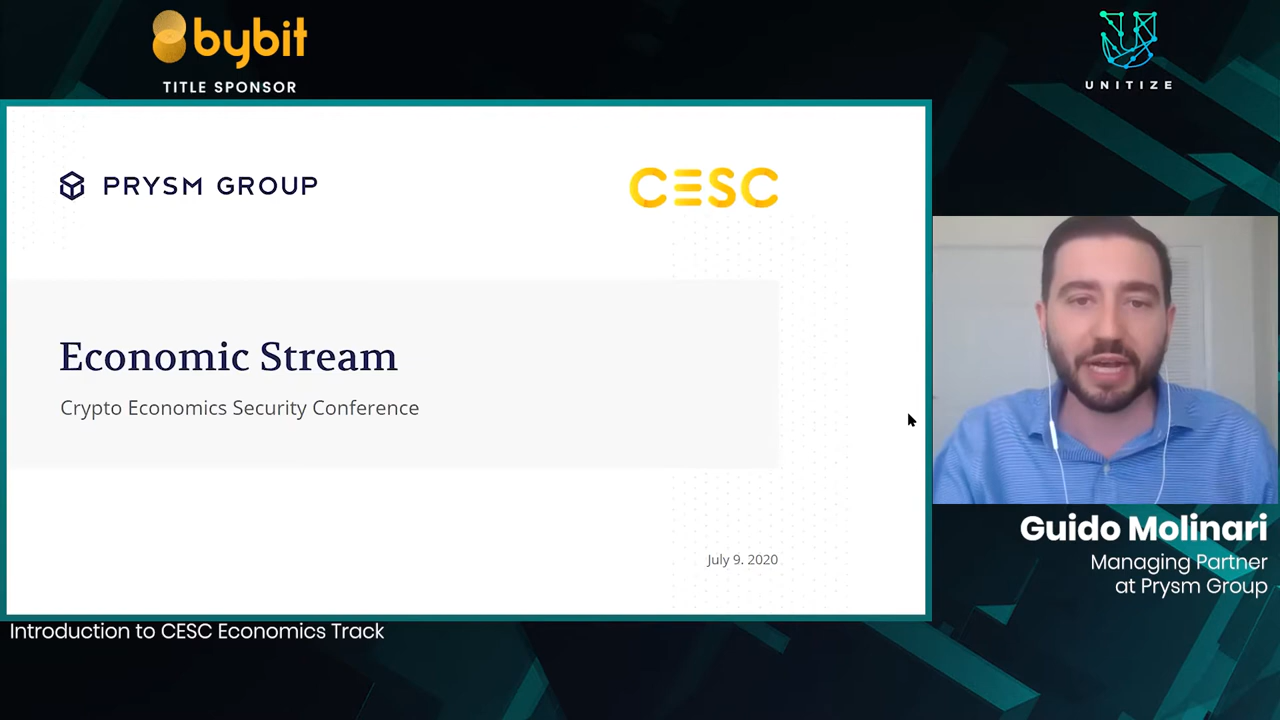 bybit
TITLE SPONSOR
UNITIZE
PRYSM GROUP
CESC
Economic Stream
Crypto Economics Security Conference
July 9. 2020
Guido Molinari
Managing Partner
at Prysm Group
Introduction to CESC Economics Track